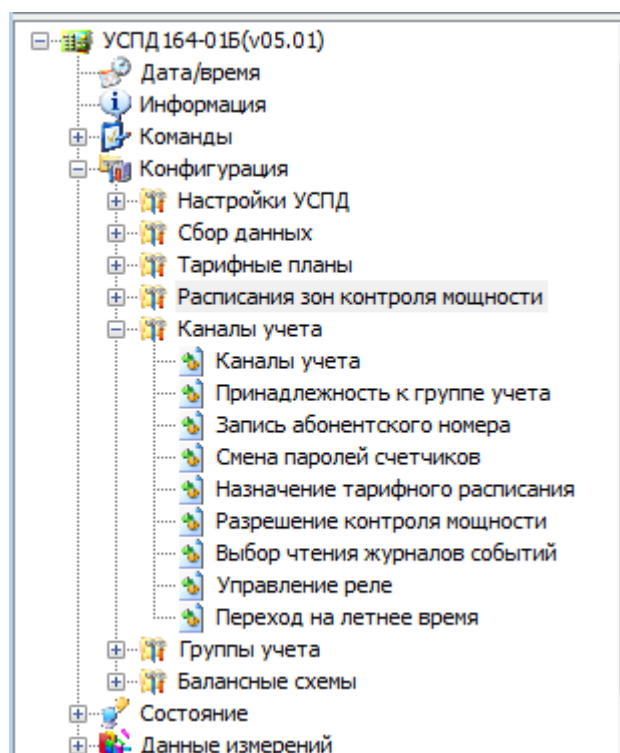 УСПД 164-01Б(v05.01)
Дата/время
Информация
Команды
Конфигурация
Настройки УСПД
Сбор данных
Тарифные планы
Расписания зон контроля мощности
Каналы учета
Каналы учета
Принадлежность к группе учета
Запись абонентского номера
Смена паролей счетчиков
Назначение тарифного расписания
Разрешение контроля мощности
Выбор чтения журналов событий
Управление реле
Переход на летнее время
Группы учета
Балансные схемы
Состояние
Данные измерений